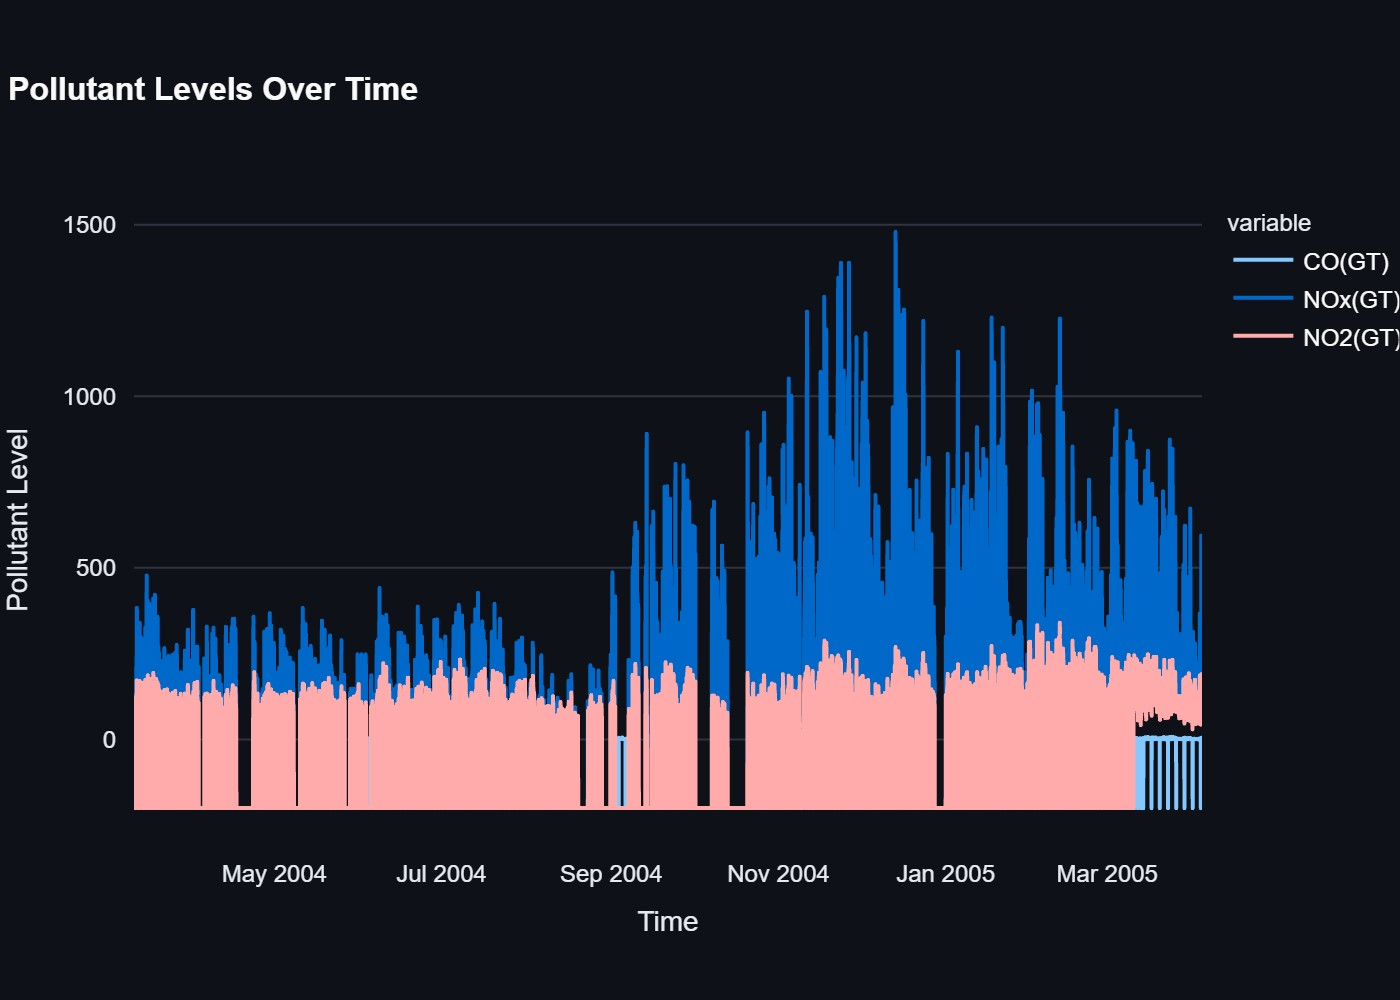 Pollutant Levels Over Time
1500
1000
500
0
Pollutant Level
May 2004
Jul 2004
Sep 2004
Nov 2004
Jan 2005
Mar 2005
Time
variable
CO(GT)
NOx(GT)
NO2(GT)